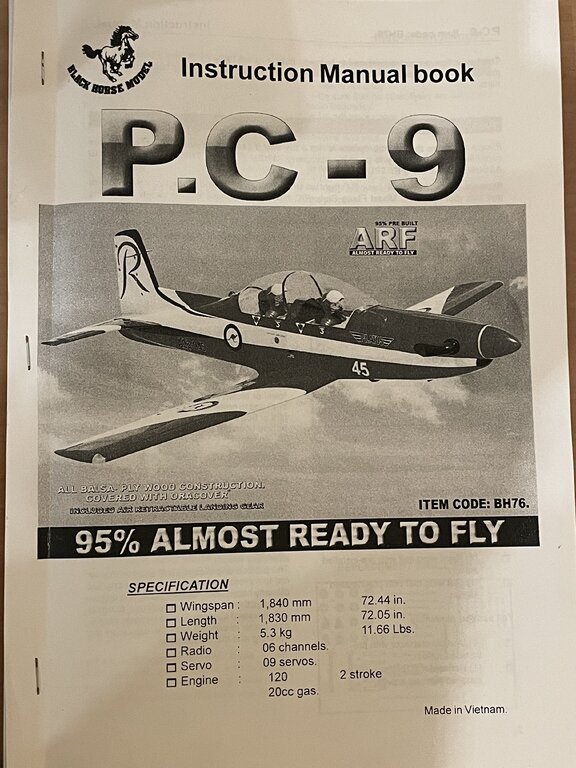 BLACK HORSE MODEL
Instruction Manual book
P.C - 9
95% PRE BUILT
ARF
ALMOST READY TO FLY
R
45
ALL BALSA- PLY WOOD CONSTRUCTION.
COVERED WITH ORACOVER
INCLUDED AIR RETRACTABLE LANDING GEAR
ITEM CODE: BH76.
95% ALMOST READY TO FLY
SPECIFICATION
Wingspan : 1,840 mm 72.44 in.
Length : 1,830 mm 72.05 in.
Weight : 5.3 kg 11.66 Lbs.
Radio : 06 channels.
Servo : 09 servos.
Engine : 120 2 stroke
20cc gas.
Made in Vietnam.